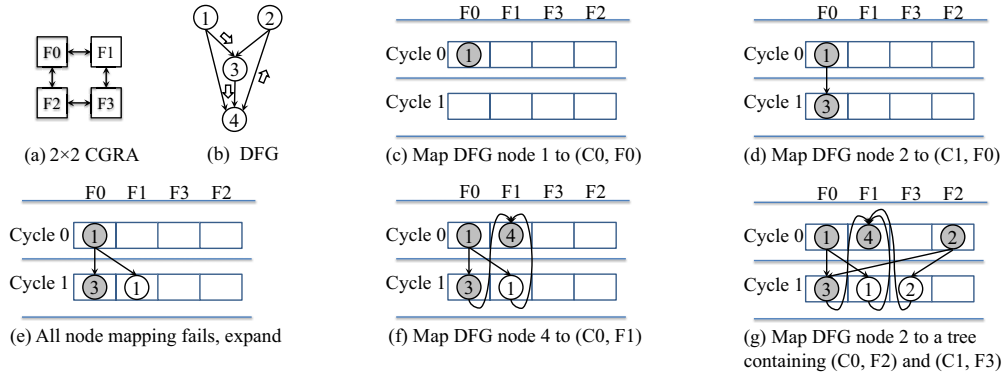 F0 F1
F2 F3
(a) 2×2 CGRA
1 2
3
4
(b) DFG
F0 F1 F3 F2
Cycle 0 1
Cycle 1
(c) Map DFG node 1 to (C0, F0)
F0 F1 F3 F2
Cycle 0 1
Cycle 1 3
(d) Map DFG node 2 to (C1, F0)
F0 F1 F3 F2
Cycle 0 1
Cycle 1 3 1
(e) All node mapping fails, expand
F0 F1 F3 F2
Cycle 0 1 4
Cycle 1 3 1
(f) Map DFG node 4 to (C0, F1)
F0 F1 F3 F2
Cycle 0 1 4 2
Cycle 1 3 1 2
(g) Map DFG node 2 to a tree
containing (C0, F2) and (C1, F3)